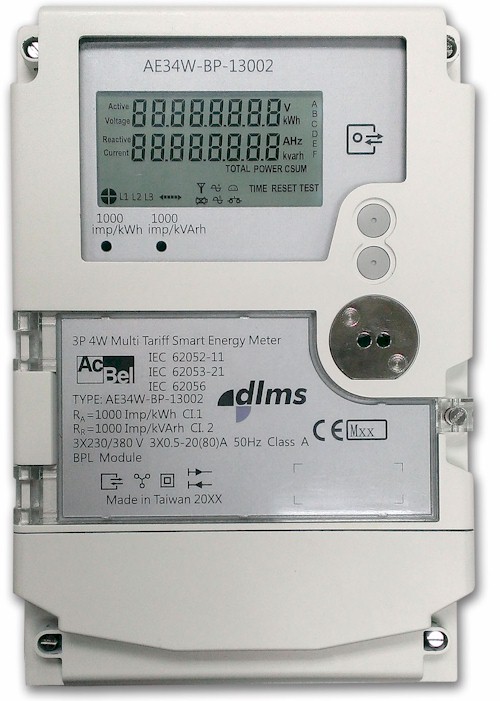 AE34W-BP-13002
Active 88888888 V A
Voltage kWh B
C
Reactive 88888888 AHz D
Current kvarh E
F
TOTAL POWER CSUM
L1 L2 L3 TIME RESET TEST
1000 1000
imp/kWh imp/kVArh
3P 4W Multi Tariff Smart Energy Meter
AcBel IEC 62052-11
IEC 62053-21
IEC 62056
TYPE: AE34W-BP-13002
dlms
RA=1000 Imp/kWh CI.1
RR=1000 Imp/kVArh CI. 2
CE Mxx
3X230/380 V 3X0.5-20(80)A 50Hz Class A
BPL Module
Made in Taiwan 20XX